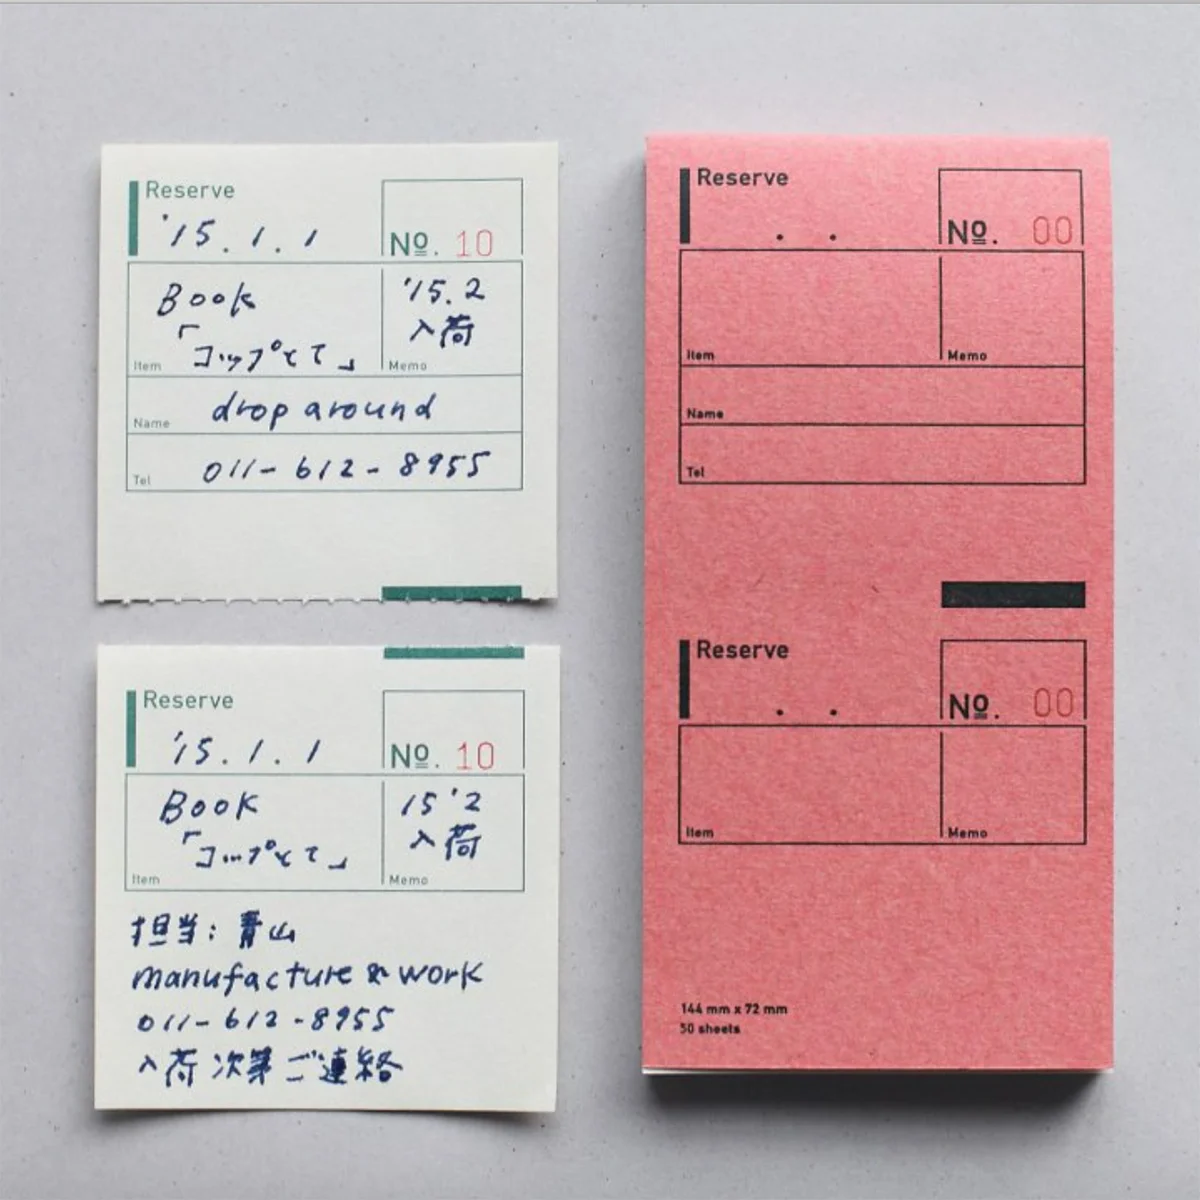 Reserve
'15. 1. 1
No. 10
Book
「コップとて」
Item
'15.2
入荷
Memo
Name drop around
Tel 011-612-8955
Reserve
'15. 1. 1
No. 10
Book
「コップとて」
Item
15'2
入荷
Memo
担当:青山
manufacture & work
011-612-8955
入荷次第ご連絡
Reserve
. .
No. 00
Item
Memo
Name
Tel
Reserve
. .
No. 00
Item
Memo
144 mm x 72 mm
50 sheets